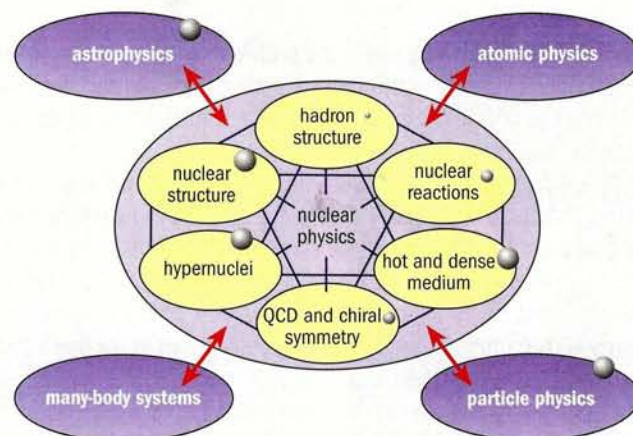 astrophysics
atomic physics
hadron
structure
nuclear
structure
nuclear
reactions
nuclear
physics
hypernuclei
hot and dense
medium
QCD and chiral
symmetry
many-body systems
particle physics